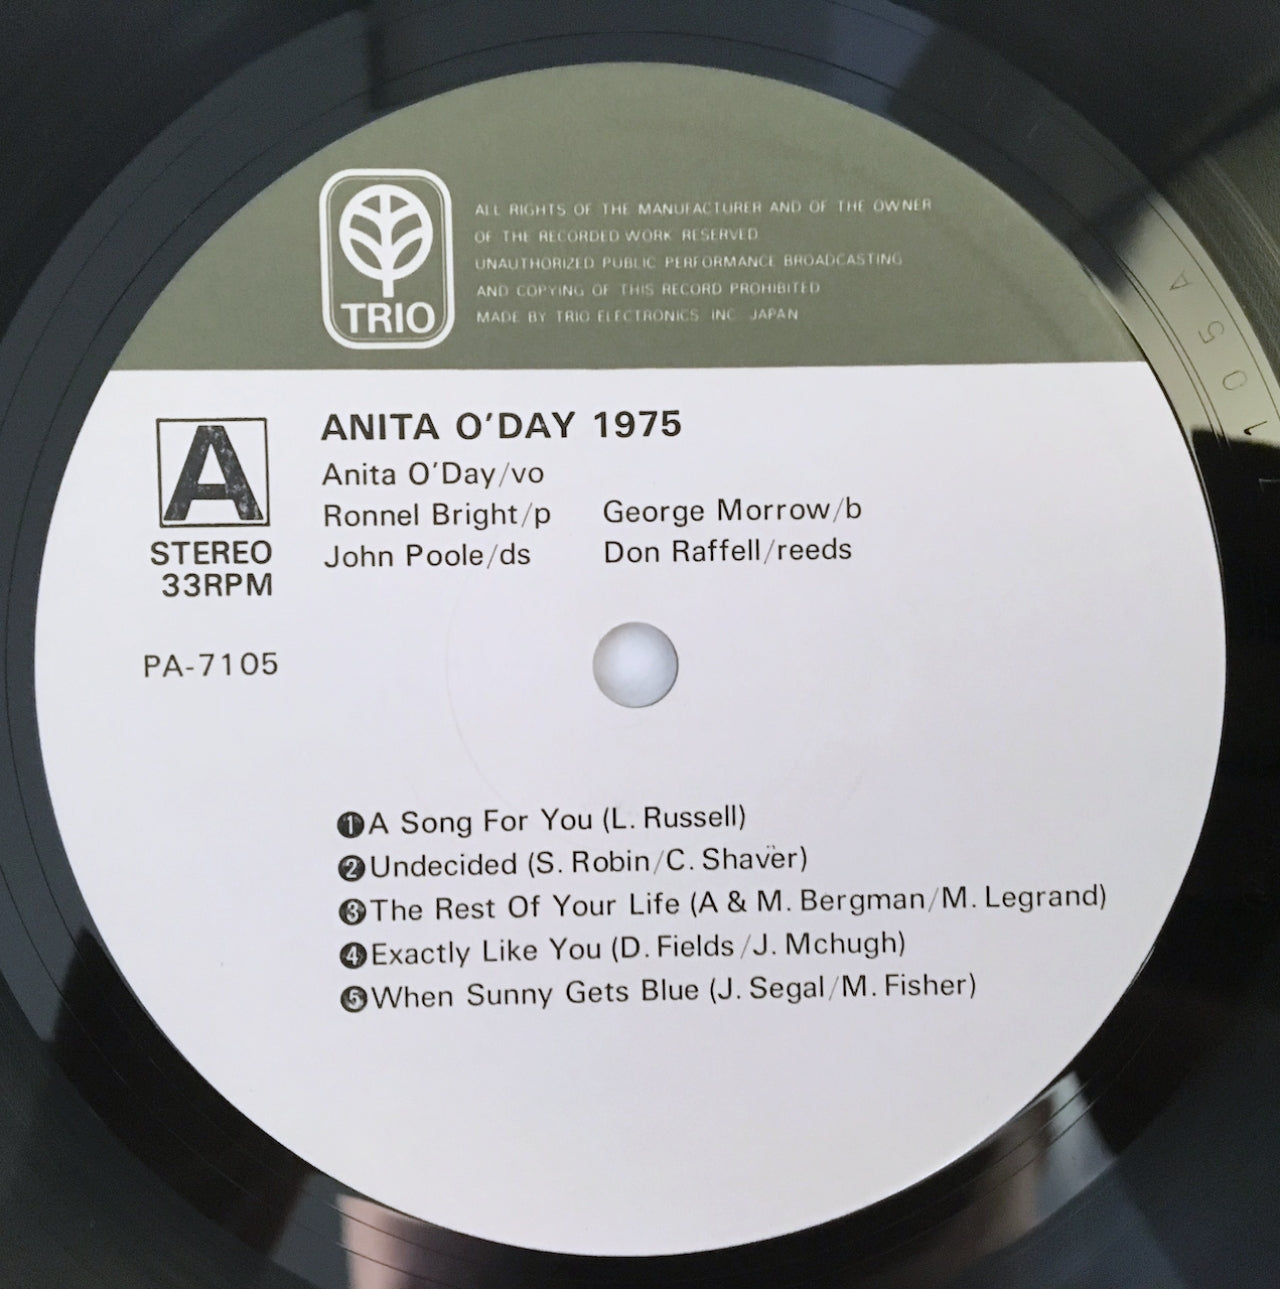 TRIO
ALL RIGHTS OF THE MANUFACTURER AND OF THE OWNER
OF THE RECORDED WORK RESERVED
UNAUTHORIZED PUBLIC PERFORMANCE BROADCASTING
AND COPYING OF THIS RECORD PROHIBITED
MADE BY TRIO ELECTRONICS INC JAPAN
A
STEREO
33RPM
PA-7105
ANITA O'DAY 1975
Anita O'Day/vo
Ronnel Bright/p George Morrow/b
John Poole/ds Don Raffell/reeds
❶A Song For You (L. Russell)
❷Undecided (S. Robin/C. Shaver)
❸The Rest Of Your Life (A & M. Bergman/M. Legrand)
❹Exactly Like You (D. Fields/J. Mchugh)
❺When Sunny Gets Blue (J. Segal/M. Fisher)
105 A